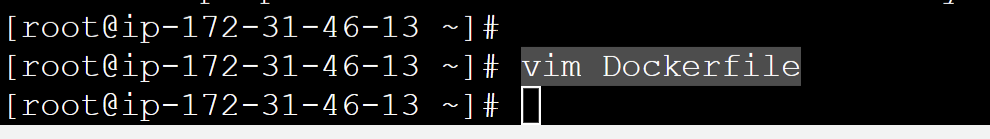 [root@ip-172-31-46-13 ~]#
[root@ip-172-31-46-13 ~]# vim Dockerfile
[root@ip-172-31-46-13 ~]#